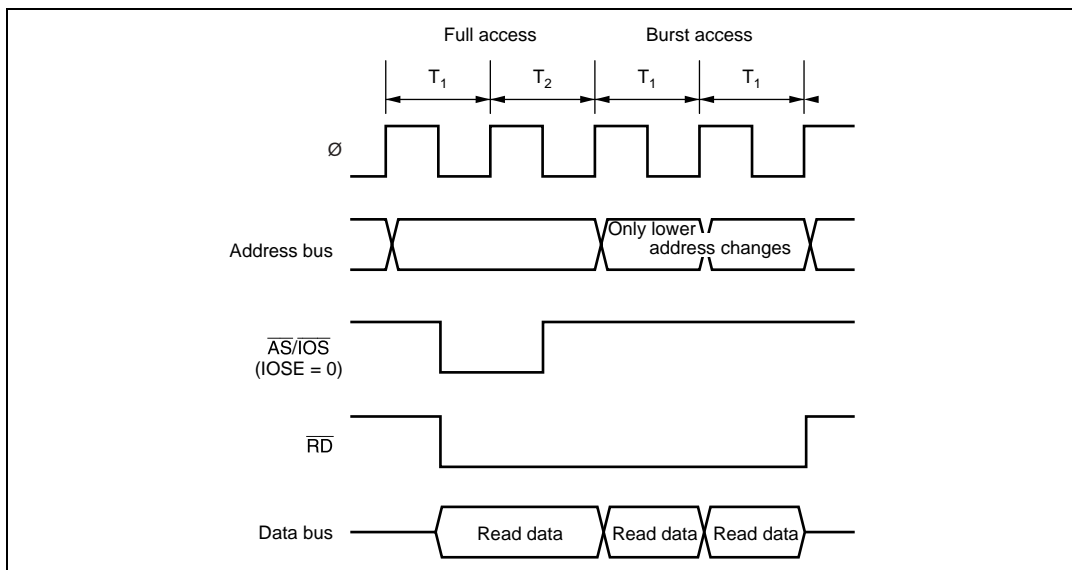 Full access Burst access
T1 T2 T1 T1
Ø
Address bus
Only lower
address changes
AS/IOS
(IOSE = 0)
RD
Data bus
Read data Read data Read data